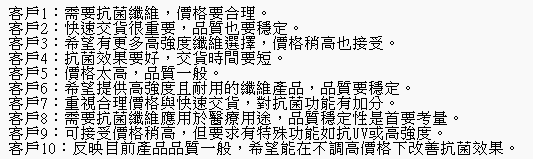 客戶1：需要抗菌纖維，價格要合理。
客戶2：快速交貨很重要，品質也要穩定。
客戶3：希望有更多高強度纖維選擇，價格稍高也接受。
客戶4：抗菌效果要好，交貨時間要短。
客戶5：價格太高，品質一般。
客戶6：希望提供高強度且耐用的纖維產品，品質要穩定。
客戶7：重視合理價格與快速交貨，對抗菌功能有加分。
客戶8：需要抗菌纖維應用於醫療用途，品質穩定性是首要考量。
客戶9：可接受價格稍高，但要求有特殊功能如抗UV或高強度。
客戶10：反映目前產品品質一般，希望能在不調高價格下改善抗菌效果。